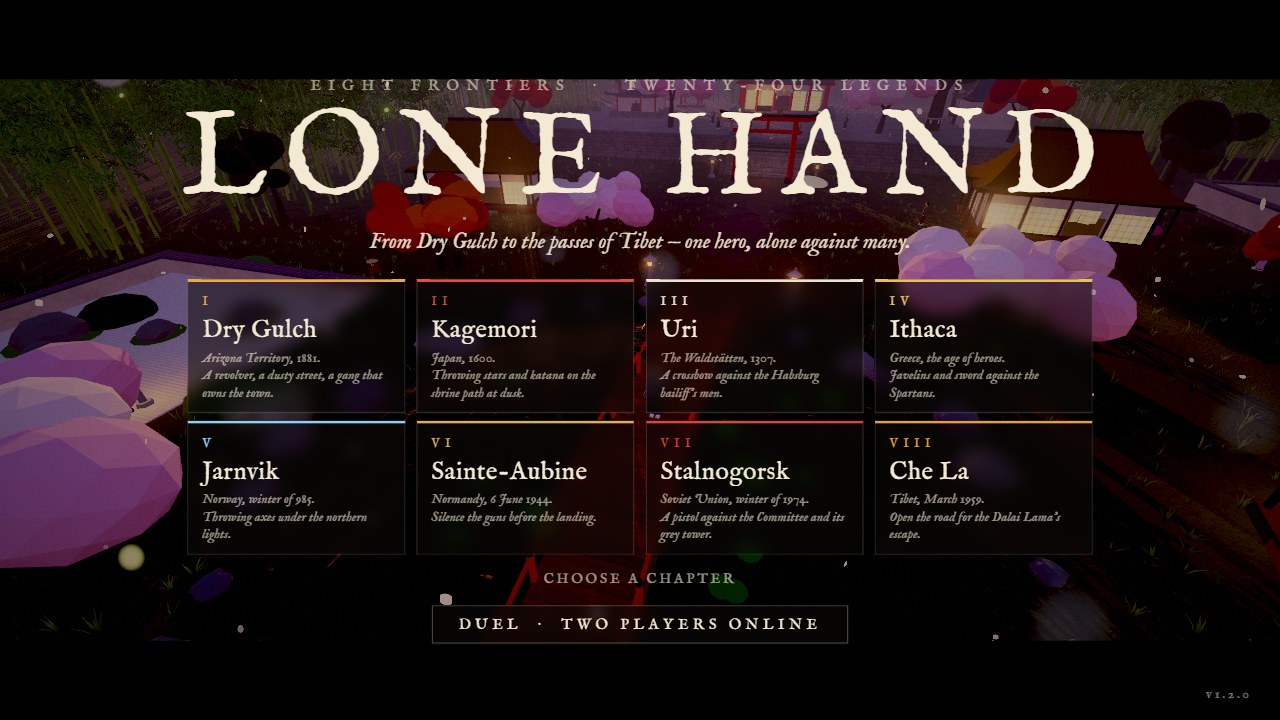 EIGHT FRONTIERS · TWENTY-FOUR LEGENDS
LONE HAND
From Dry Gulch to the passes of Tibet – one hero, alone against many.
I
Dry Gulch
Arizona Territory, 1881.
A revolver, a dusty street, a gang that
owns the town.
II
Kagemori
Japan, 1600.
Throwing stars and katana on the
shrine path at dusk.
III
Uri
The Waldstätten, 1307.
A crossbow against the Habsburg
bailiff's men.
IV
Ithaca
Greece, the age of heroes.
Javelins and sword against the
Spartans.
V
Jarnvik
Norway, winter of 985.
Throwing axes under the northern
lights.
VI
Sainte-Aubine
Normandy, 6 June 1944.
Silence the guns before the landing.
VII
Stalnogorsk
Soviet Union, winter of 1974.
A pistol against the Committee and its
grey tower.
VIII
Che La
Tibet, March 1959.
Open the road for the Dalai Lama's
escape.
CHOOSE A CHAPTER
DUEL · TWO PLAYERS ONLINE
V1.2.0